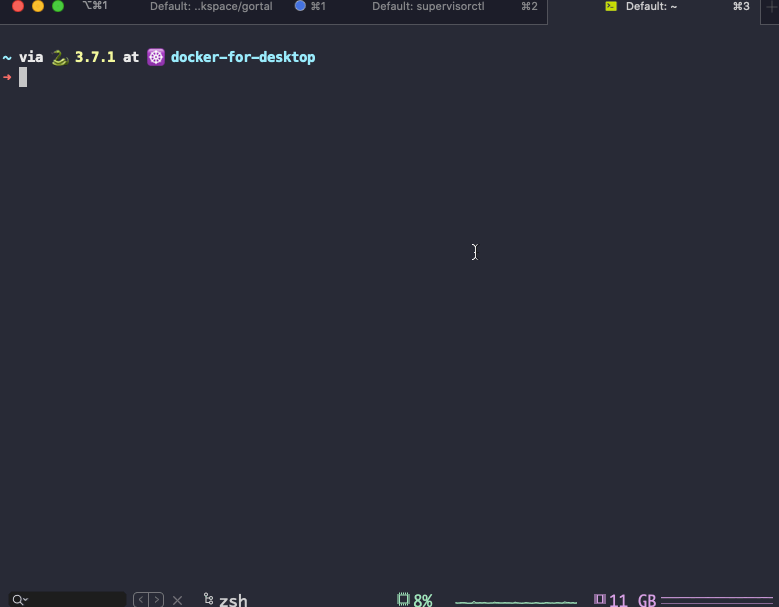 ⌥⌘1 Default: ..kspace/gortal ⌘1 Default: supervisorctl ⌘2 Default: ~ ⌘3
~ via 🐍 3.7.1 at ☸ docker-for-desktop
➜
zsh 8% 11 GB